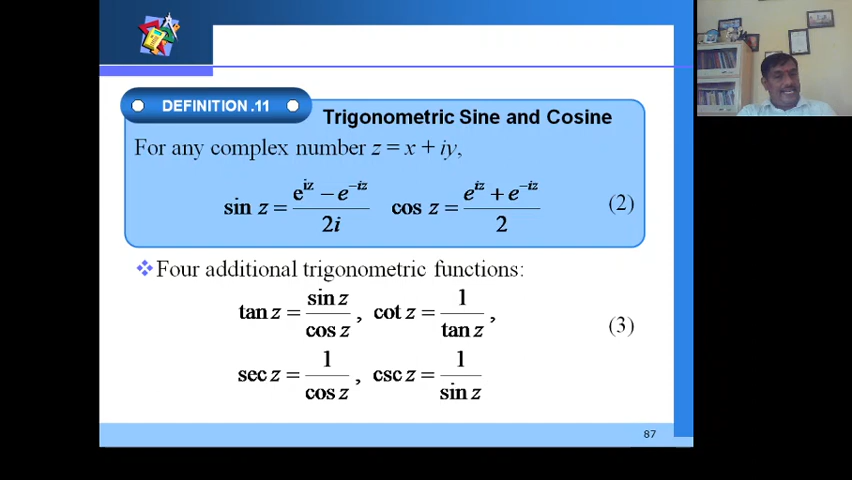 DEFINITION .11
Trigonometric Sine and Cosine
For any complex number z = x + iy,
sin z = (e^{iz} − e^{−iz})/(2i)   cos z = (e^{iz} + e^{−iz})/2   (2)
❖ Four additional trigonometric functions:
tan z = sin z/cos z , cot z = 1/tan z ,
(3)
sec z = 1/cos z , csc z = 1/sin z
87